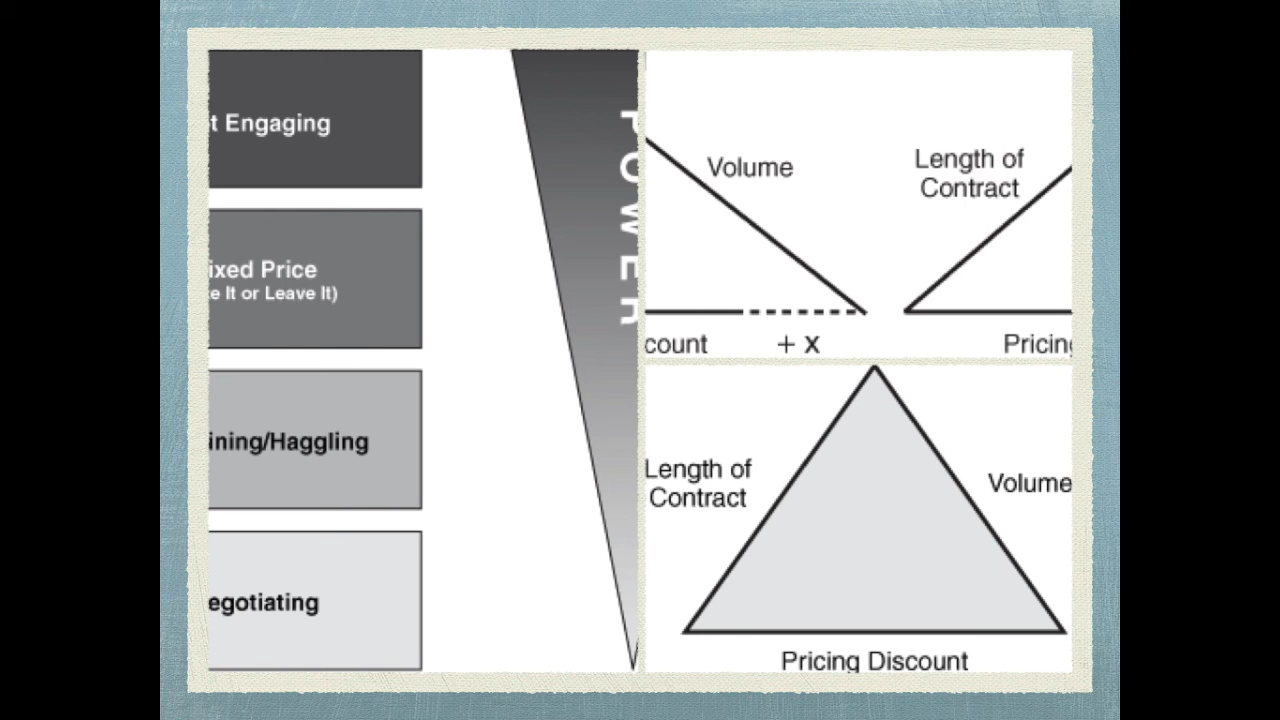 t Engaging
ixed Price
e It or Leave It)
ining/Haggling
egotiating
POWER
Volume
Length of
Contract
count
+ x
Pricing
Length of
Contract
Volume
Pricing Discount